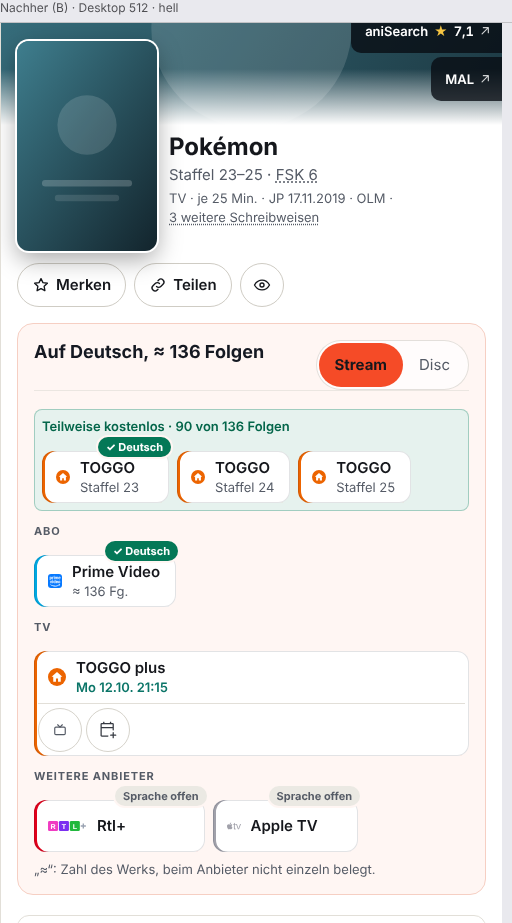 Nachher (B) · Desktop 512 · hell
aniSearch ★ 7,1 ↗
MAL ↗
Pokémon
Staffel 23–25 · FSK 6
TV · je 25 Min. · JP 17.11.2019 · OLM ·
3 weitere Schreibweisen
Merken
Teilen
Auf Deutsch, ≈ 136 Folgen
Stream
Disc
Teilweise kostenlos · 90 von 136 Folgen
✓ Deutsch
TOGGO
Staffel 23
TOGGO
Staffel 24
TOGGO
Staffel 25
ABO
✓ Deutsch
prime video
Prime Video
≈ 136 Fg.
TV
TOGGO plus
Mo 12.10. 21:15
WEITERE ANBIETER
Sprache offen
RTL+
Rtl+
Sprache offen
tv
Apple TV
„≈“: Zahl des Werks, beim Anbieter nicht einzeln belegt.